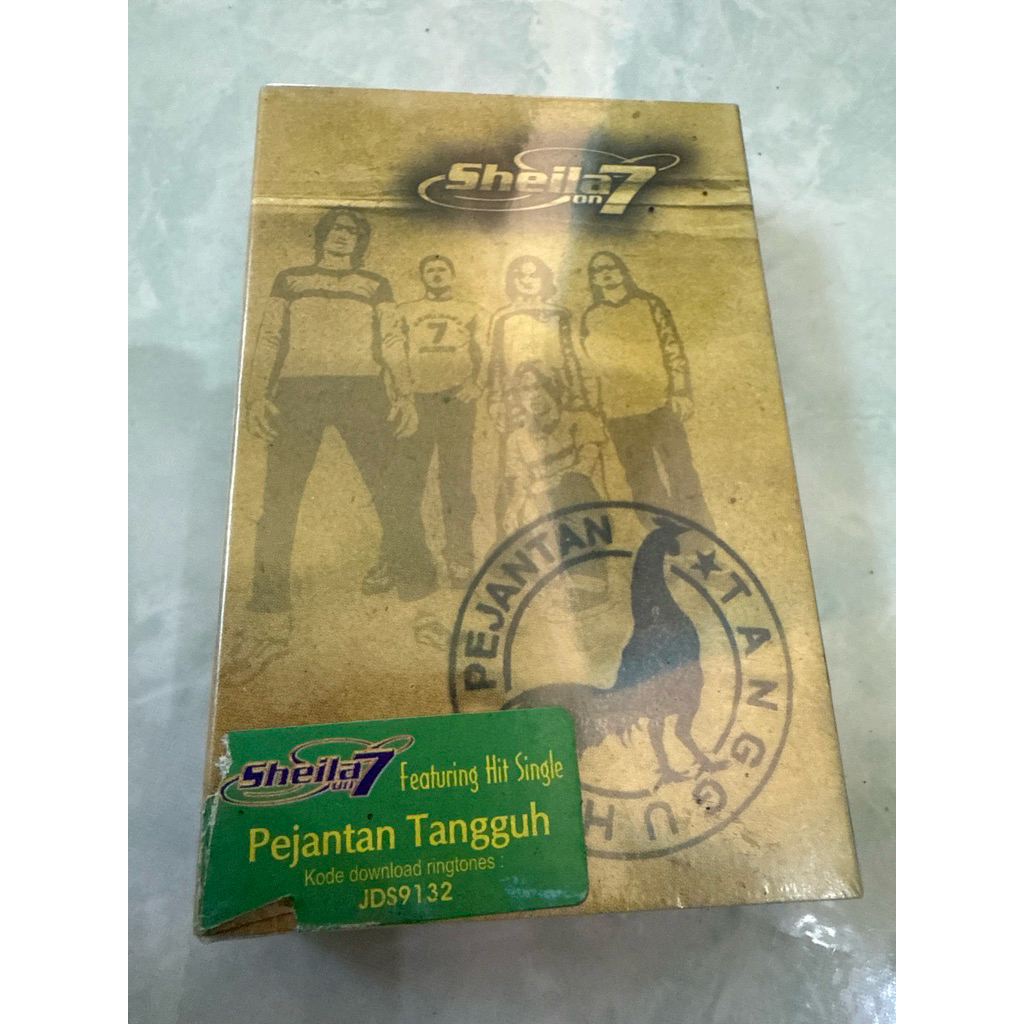 Sheila
on 7
7
PEJANTAN ★ TANGGUH
Sheila on 7 Featuring Hit Single
Pejantan Tangguh
Kode download ringtones :
JDS9132